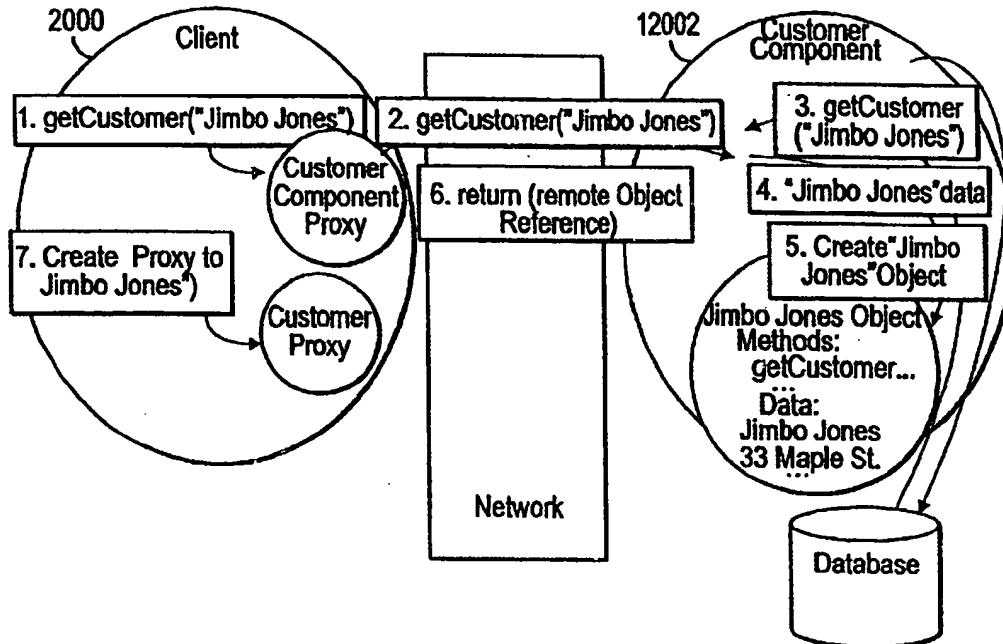 2000
Client
12002
Customer
Component
1. getCustomer("Jimbo Jones")
2. getCustomer("Jimbo Jones")
3. getCustomer
("Jimbo Jones")
Customer
Component
Proxy
6. return (remote Object
Reference)
4. "Jimbo Jones"data
7. Create Proxy to
Jimbo Jones")
5. Create"Jimbo
Jones"Object
Customer
Proxy
Jimbo Jones Object
Methods:
getCustomer...
...
Data:
Jimbo Jones
33 Maple St.
...
Network
Database